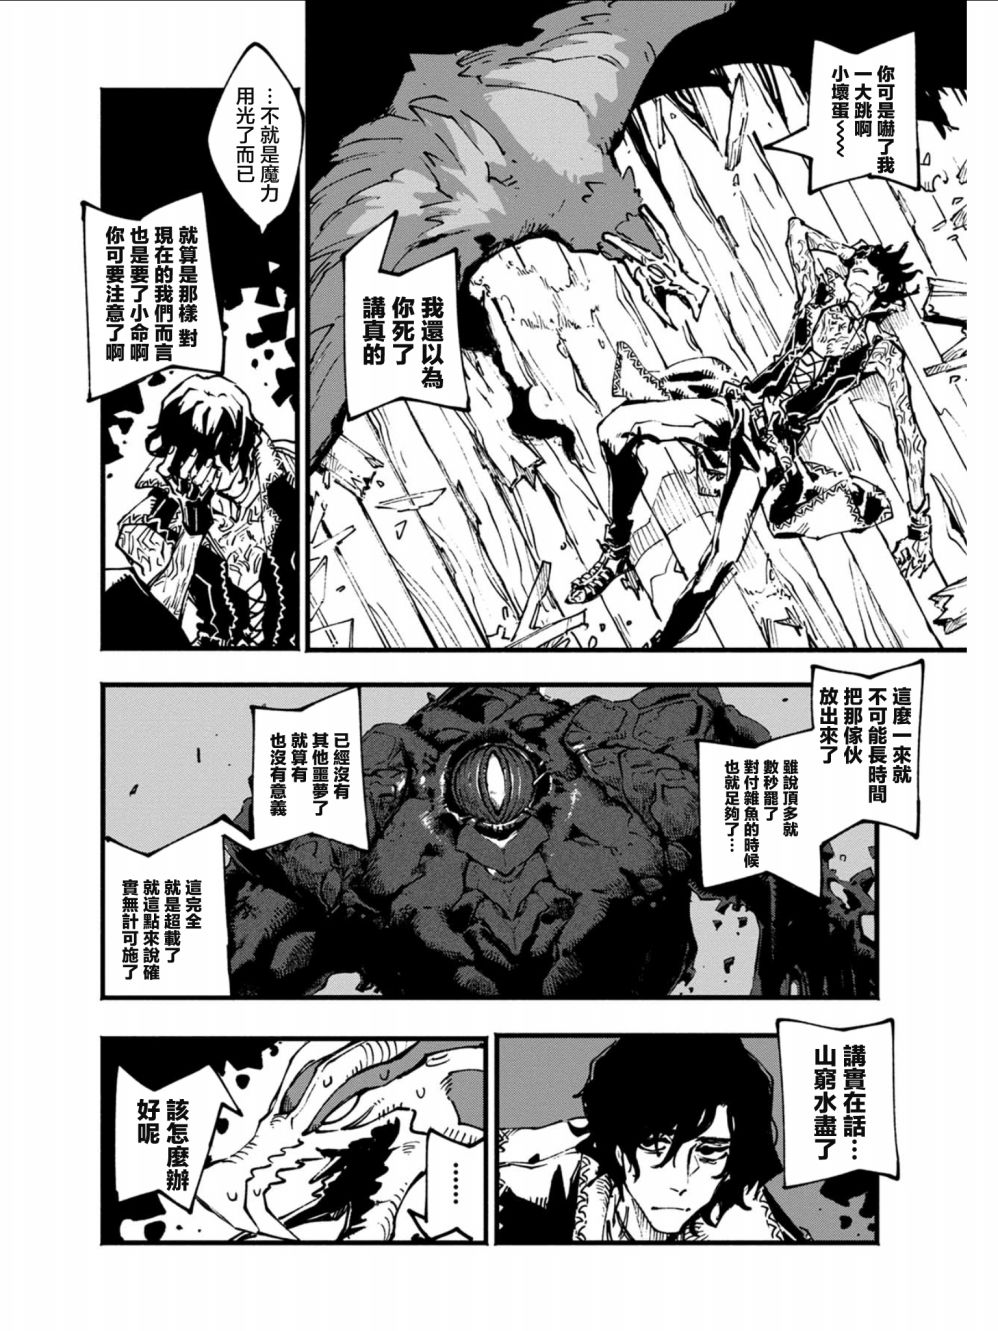 你可是嚇了我
一大跳啊
小壞蛋~~
我還以為
你死了
講真的
…不就是魔力
用光了而已
就算是那樣 對
現在的我們而言
也是要了小命啊
你可要注意了啊
這麼一來就
不可能長時間
把那傢伙
放出來了
雖說頂多就
數秒罷了
對付雜魚的時候
也就足夠了…
已經沒有
其他噩夢了
就算有
也沒有意義
這完全
就是超載了
就這點來說確
實無計可施了
講實在話…
山窮水盡了
……
該怎麼辦
好呢